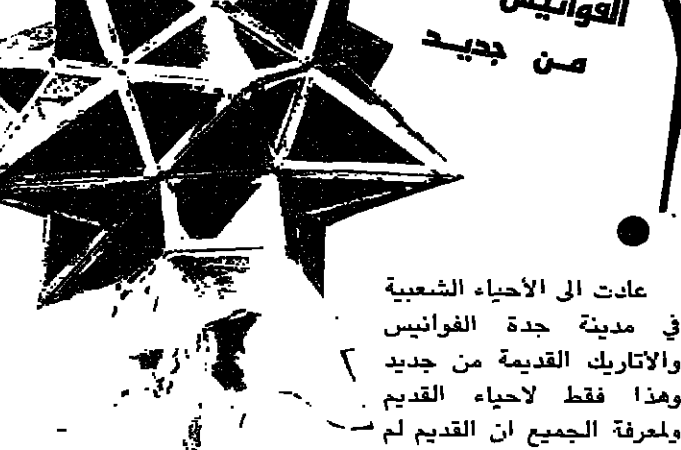 الفوانيس
من جديد
عادت الى الأحياء الشعبية
في مدينة جدة الفوانيس
والاتاريك القديمة من جديد
وهذا فقط لاحياء القديم
ولمعرفة الجميع ان القديم لم